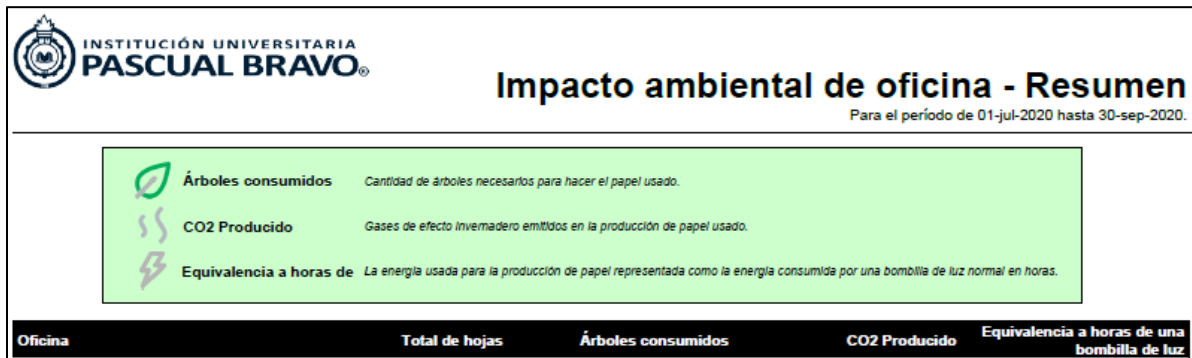 INSTITUCIÓN UNIVERSITARIA
PASCUAL BRAVO®
Impacto ambiental de oficina - Resumen
Para el período de 01-jul-2020 hasta 30-sep-2020.
Árboles consumidos Cantidad de árboles necesarios para hacer el papel usado.
CO2 Producido Gases de efecto invernadero emitidos en la producción de papel usado.
Equivalencia a horas de La energía usada para la producción de papel representada como la energía consumida por una bombilla de luz normal en horas.
Oficina Total de hojas Árboles consumidos CO2 Producido Equivalencia a horas de una
bombilla de luz